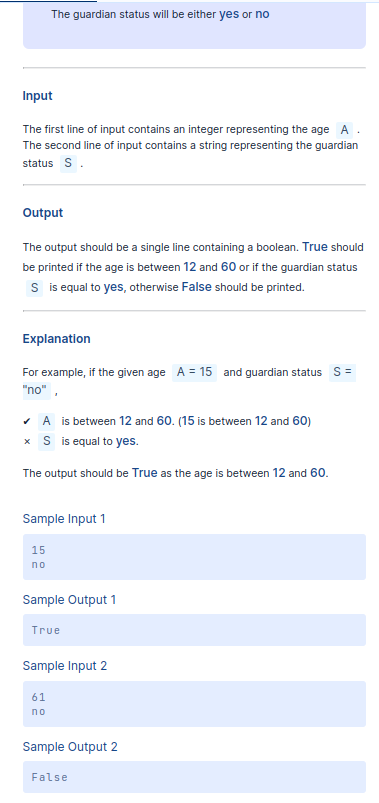 The guardian status will be either yes or no
Input
The first line of input contains an integer representing the age A .
The second line of input contains a string representing the guardian
status S .
Output
The output should be a single line containing a boolean. True should
be printed if the age is between 12 and 60 or if the guardian status
S is equal to yes, otherwise False should be printed.
Explanation
For example, if the given age A = 15 and guardian status S =
"no" ,
✔ A is between 12 and 60. (15 is between 12 and 60)
× S is equal to yes.
The output should be True as the age is between 12 and 60.
Sample Input 1
15
no
Sample Output 1
True
Sample Input 2
61
no
Sample Output 2
False